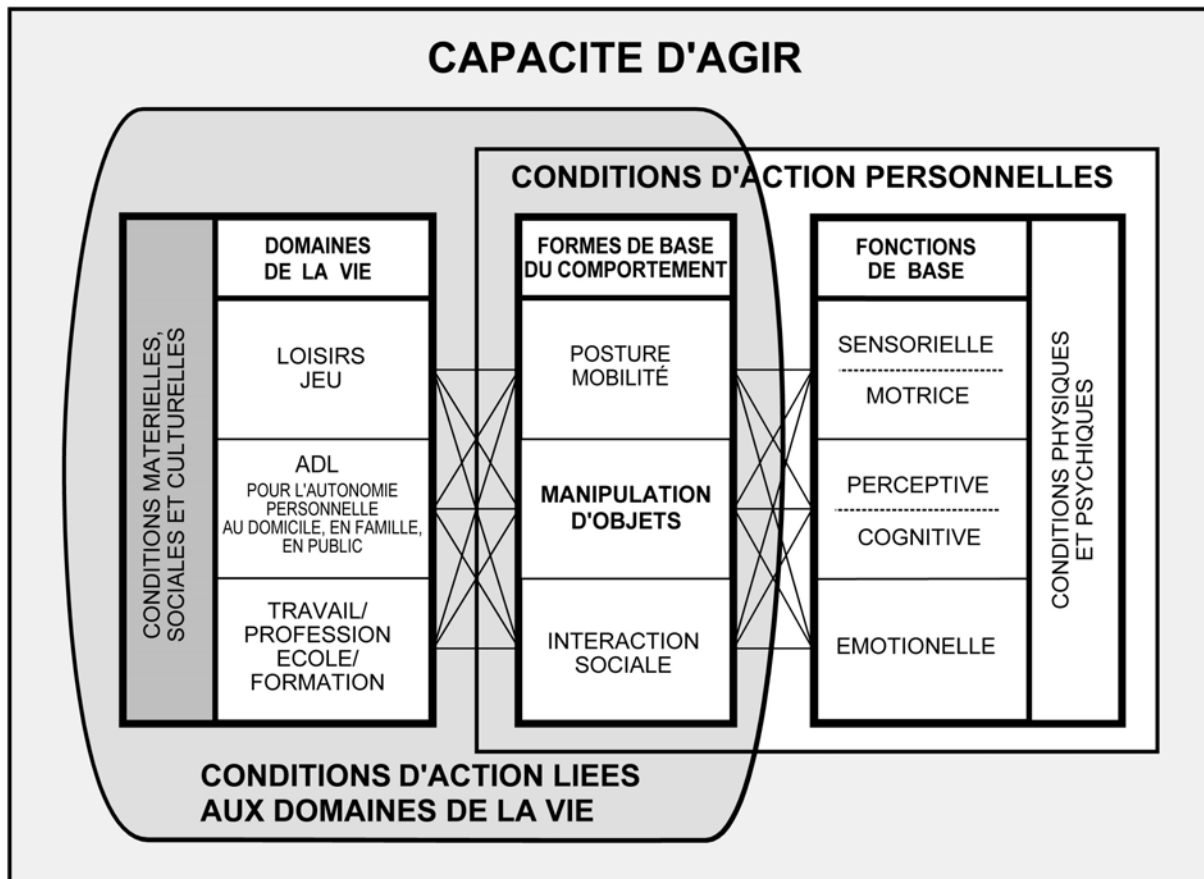 CAPACITE D'AGIR
CONDITIONS D'ACTION PERSONNELLES
CONDITIONS MATERIELLES,
SOCIALES ET CULTURELLES
DOMAINES
DE LA VIE
LOISIRS
JEU
ADL
POUR L'AUTONOMIE
PERSONNELLE
AU DOMICILE, EN FAMILLE,
EN PUBLIC
TRAVAIL/
PROFESSION
ECOLE/
FORMATION
FORMES DE BASE
DU COMPORTEMENT
POSTURE
MOBILITÉ
MANIPULATION
D'OBJETS
INTERACTION
SOCIALE
FONCTIONS
DE BASE
SENSORIELLE
MOTRICE
PERCEPTIVE
COGNITIVE
EMOTIONELLE
CONDITIONS PHYSIQUES
ET PSYCHIQUES
CONDITIONS D'ACTION LIEES
AUX DOMAINES DE LA VIE